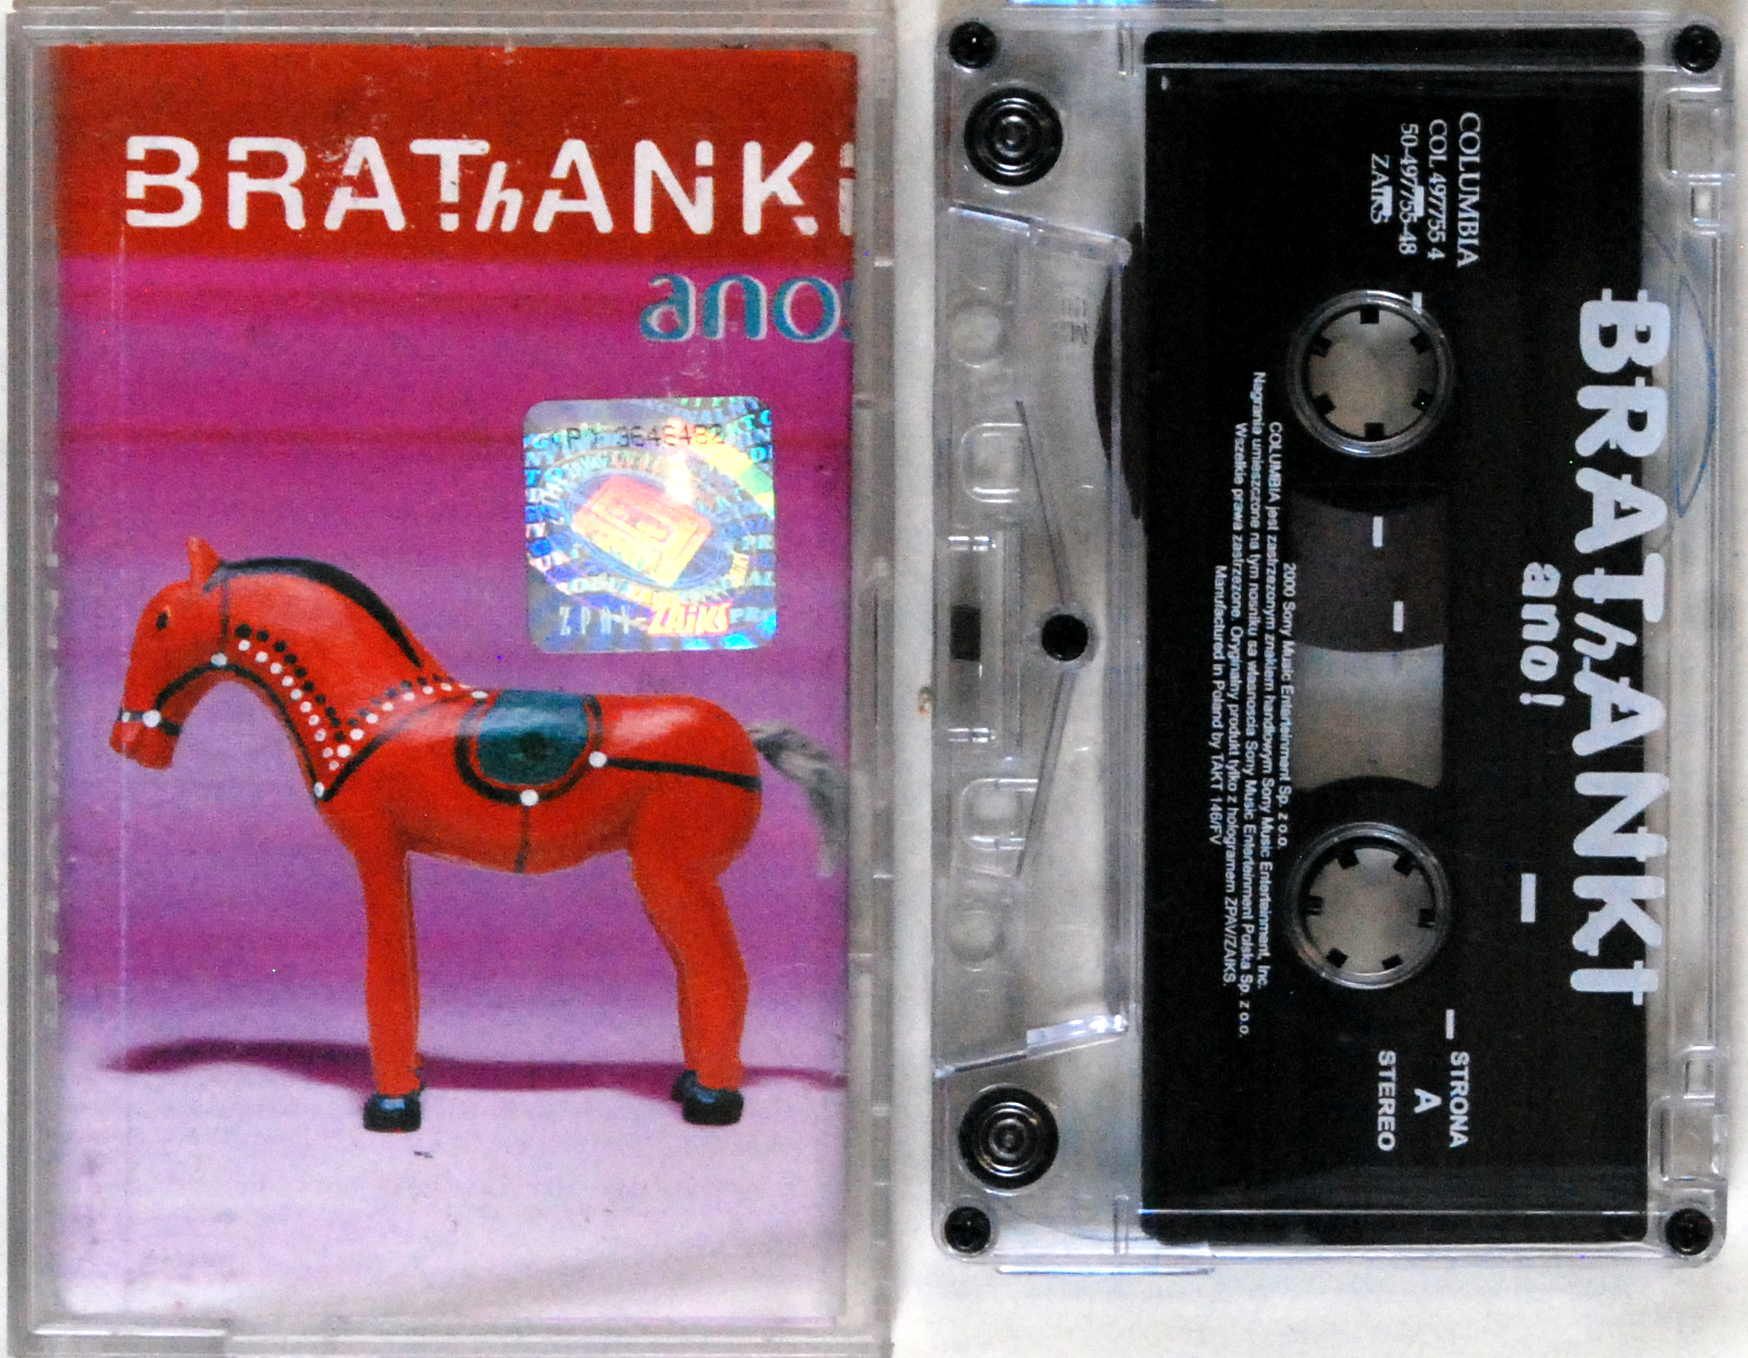 BRAThANKi
ano!
3646482
ZPAV-ZAiKS
COLUMBIA
COL 497755 4
50-497755-48
ZAIKS
BRAThANKI
ano!
2000 Sony Music Entertainment Sp. z o.o.
COLUMBIA jest zastrzeżonym znakiem handlowym Sony Music Entertainment, Inc.
Nagrania umieszczone na tym nośniku są własnością Sony Music Entertainment Polska Sp. z o.o.
Wszelkie prawa zastrzeżone. Oryginalny produkt tylko z hologramem ZPAV/ZAIKS.
Manufactured in Poland by TAKT 146/FV
STRONA
A
STEREO